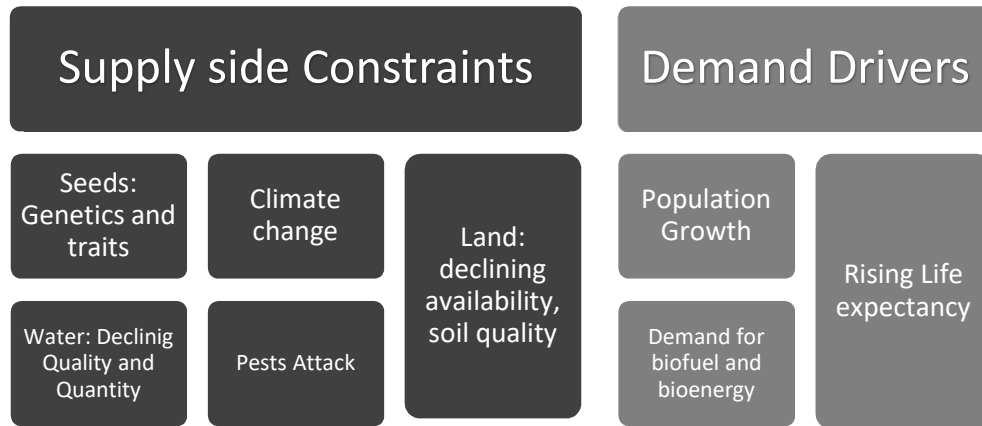 Supply side Constraints
Demand Drivers
Seeds:
Genetics and
traits
Climate
change
Land:
declining
availability,
soil quality
Water: Declinig
Quality and
Quantity
Pests Attack
Population
Growth
Rising Life
expectancy
Demand for
biofuel and
bioenergy